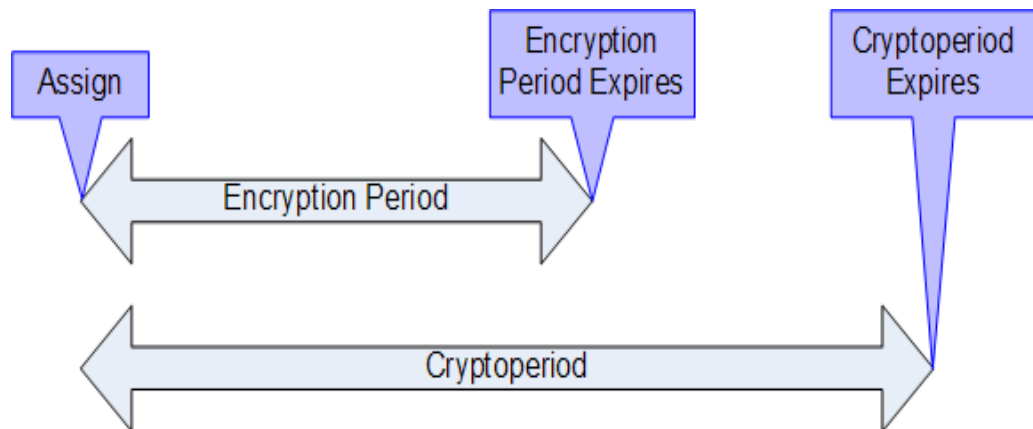 Assign
Encryption
Period Expires
Cryptoperiod
Expires
Encryption Period
Cryptoperiod